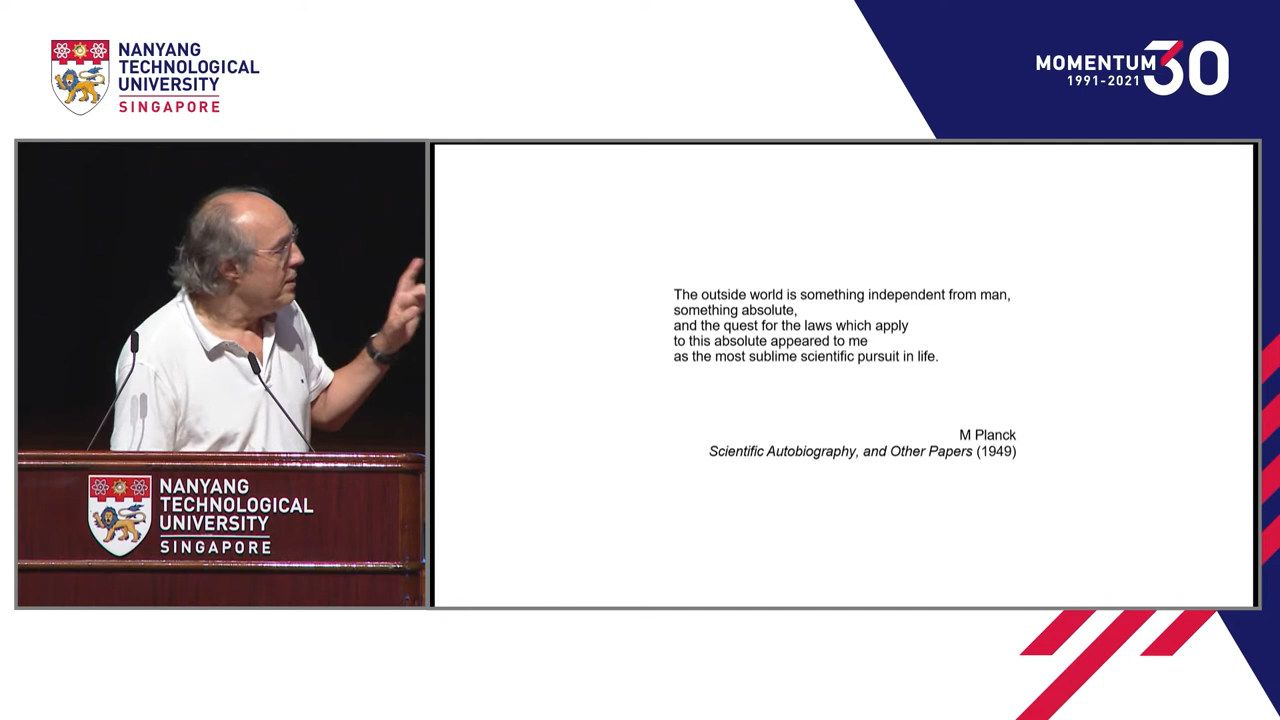 NANYANG
TECHNOLOGICAL
UNIVERSITY
SINGAPORE
MOMENTUM 30
1991-2021
The outside world is something independent from man,
something absolute,
and the quest for the laws which apply
to this absolute appeared to me
as the most sublime scientific pursuit in life.
M Planck
Scientific Autobiography, and Other Papers (1949)
NANYANG
TECHNOLOGICAL
UNIVERSITY
SINGAPORE